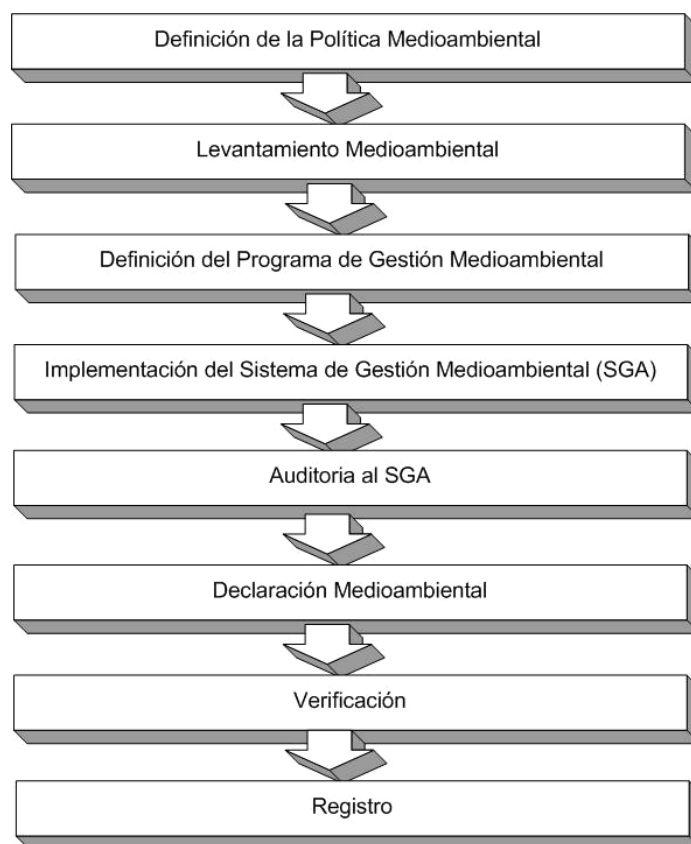 Definición de la Política Medioambiental
Levantamiento Medioambiental
Definición del Programa de Gestión Medioambiental
Implementación del Sistema de Gestión Medioambiental (SGA)
Auditoria al SGA
Declaración Medioambiental
Verificación
Registro